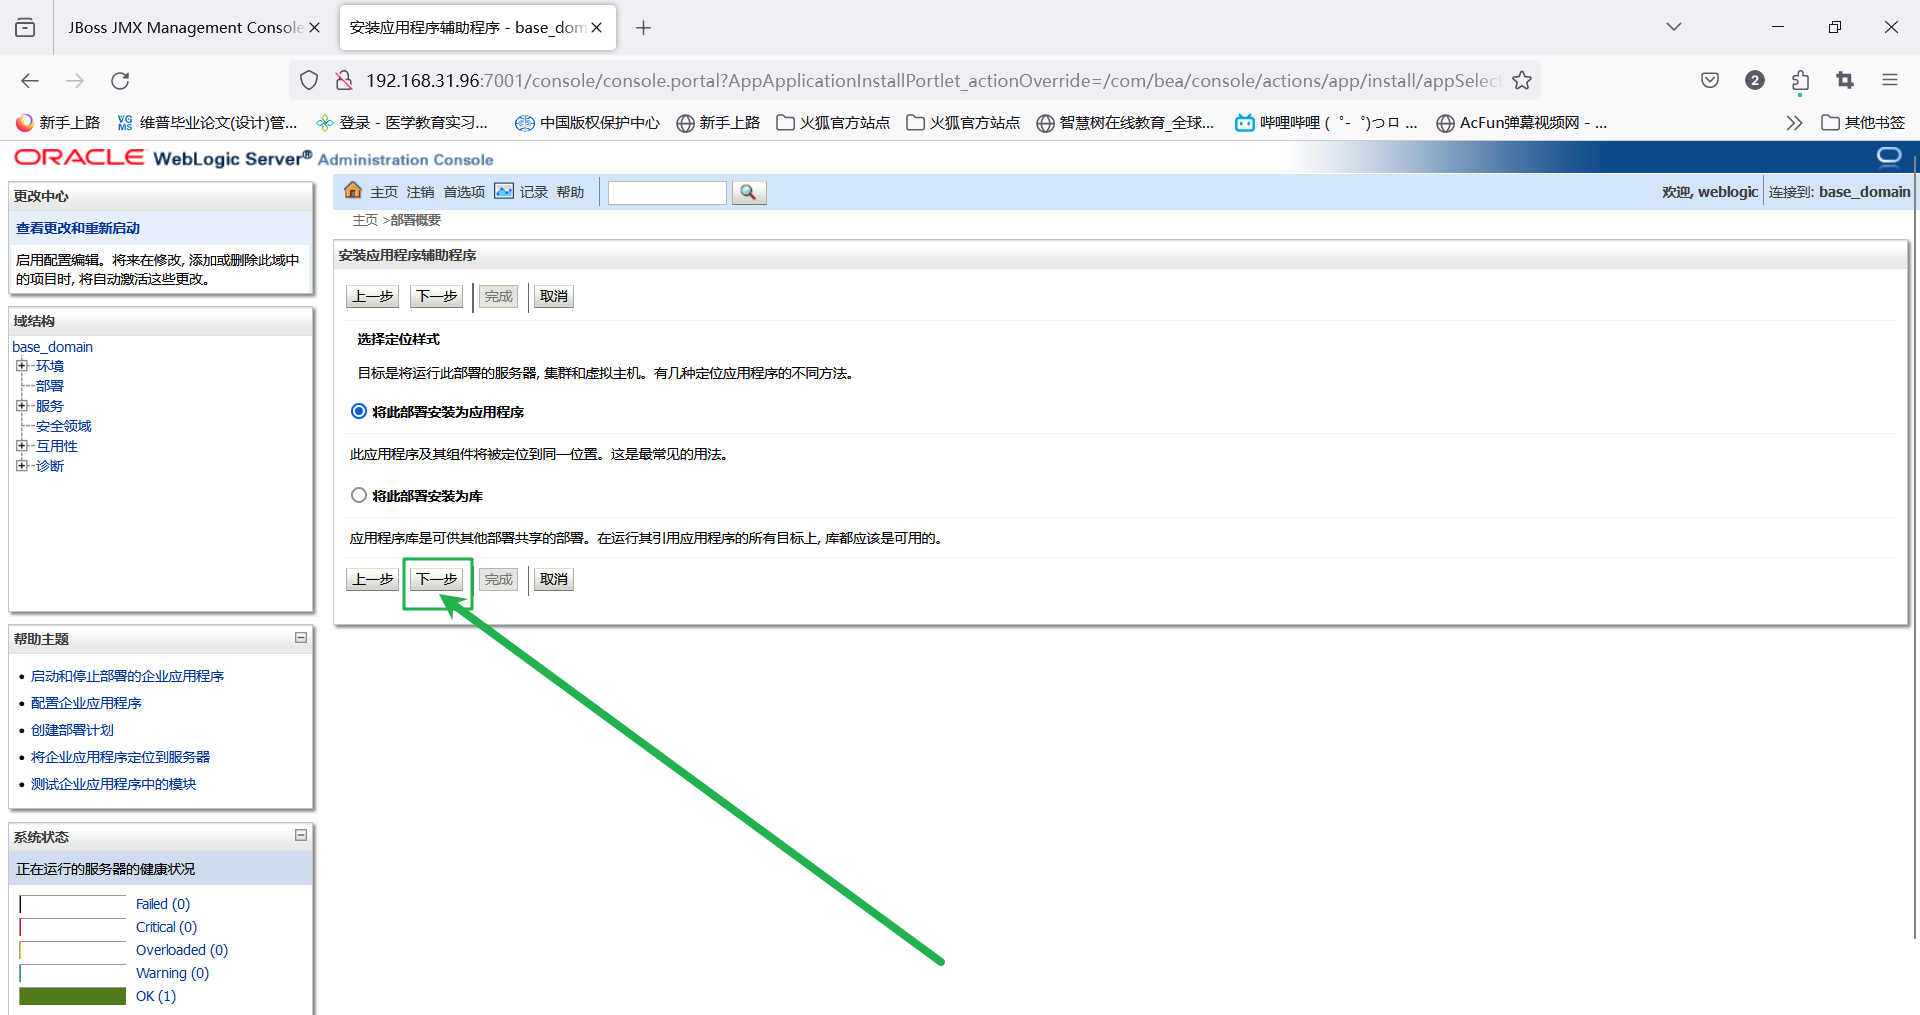 JBoss JMX Management Console
安装应用程序辅助程序 - base_dom
192.168.31.96:7001/console/console.portal?AppApplicationInstallPortlet_actionOverride=/com/bea/console/actions/app/install/appSelect
2
新手上路
维普毕业论文(设计)管...
登录 - 医学教育实习...
中国版权保护中心
新手上路
火狐官方站点
火狐官方站点
智慧树在线教育_全球...
哔哩哔哩 ( ゜- ゜)つロ ...
AcFun弹幕视频网 - ...
其他书签
ORACLE WebLogic Server® Administration Console
更改中心
查看更改和重新启动
启用配置编辑。将来在修改, 添加或删除此域中
的项目时, 将自动激活这些更改。
域结构
base_domain
环境
部署
服务
安全领域
互用性
诊断
帮助主题
启动和停止部署的企业应用程序
配置企业应用程序
创建部署计划
将企业应用程序定位到服务器
测试企业应用程序中的模块
系统状态
正在运行的服务器的健康状况
Failed (0)
Critical (0)
Overloaded (0)
Warning (0)
OK (1)
主页 注销 首选项 记录 帮助
欢迎, weblogic 连接到: base_domain
主页 >部署概要
安装应用程序辅助程序
上一步 下一步 完成 取消
选择定位样式
目标是将运行此部署的服务器, 集群和虚拟主机。有几种定位应用程序的不同方法。
将此部署安装为应用程序
此应用程序及其组件将被定位到同一位置。这是最常见的用法。
将此部署安装为库
应用程序库是可供其他部署共享的部署。在运行其引用应用程序的所有目标上, 库都应该是可用的。
上一步 下一步 完成 取消